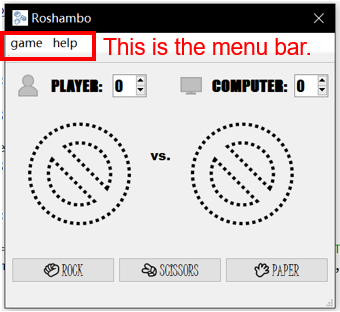 Roshambo
game help
This is the menu bar.
PLAYER: 0
COMPUTER: 0
vs.
ROCK
SCISSORS
PAPER